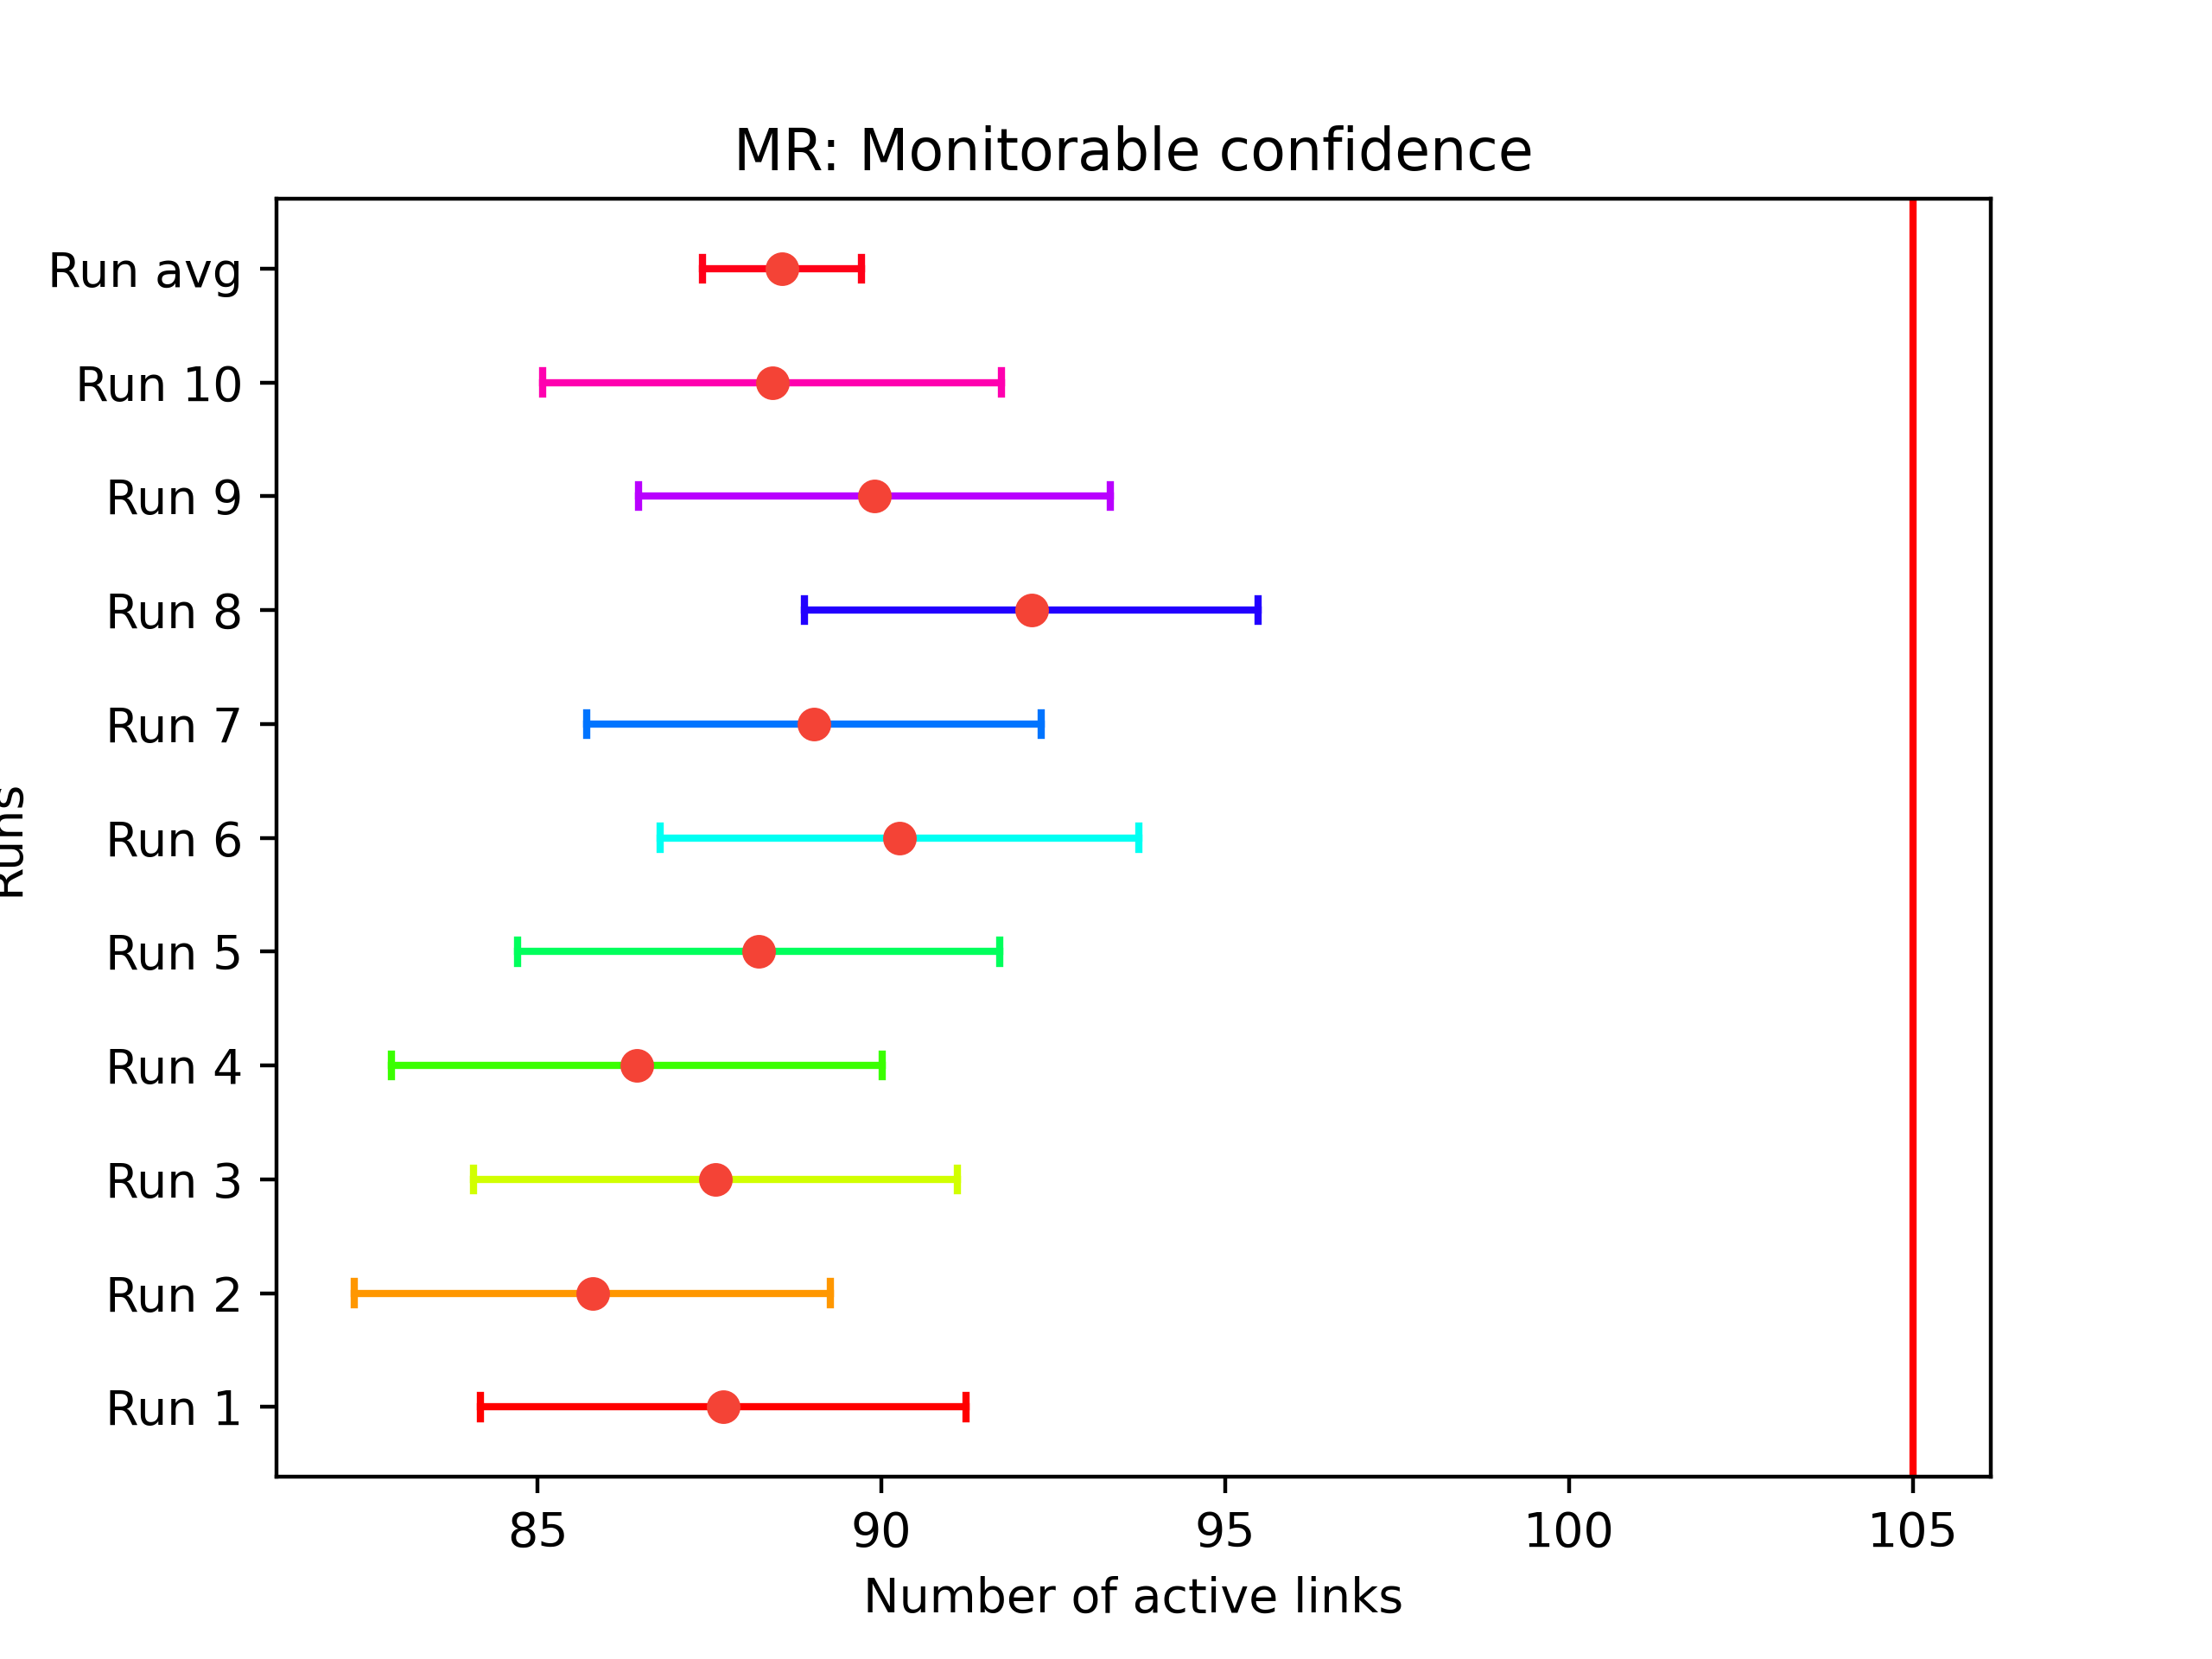 MR: Monitorable confidence
Run avg
Run 10
Run 9
Run 8
Run 7
Run 6
Run 5
Run 4
Run 3
Run 2
Run 1
Runs
85 90 95 100 105
Number of active links